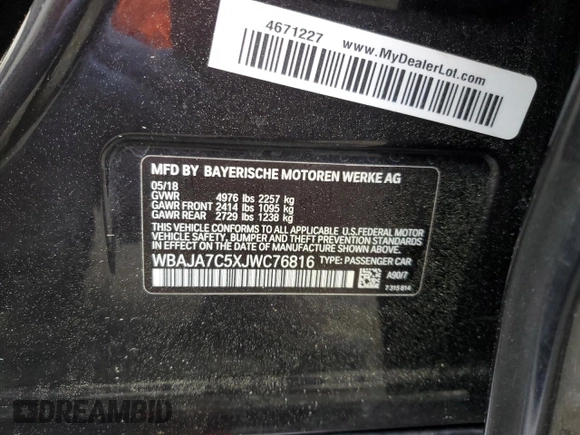 4671227
www.MyDealerLot.com
MFD BY BAYERISCHE MOTOREN WERKE AG
05/18
GVWR 4976 lbs 2257 kg
GAWR FRONT 2414 lbs 1095 kg
GAWR REAR 2729 lbs 1238 kg
THIS VEHICLE CONFORMS TO ALL APPLICABLE U.S.FEDERAL MOTOR
VEHICLE SAFETY, BUMPER AND THEFT PREVENTION STANDARDS IN
EFFECT ON THE DATE OF MANUFACTURE SHOWN ABOVE.
WBAJA7C5XJWC76816 TYPE: PASSENGER CAR
A90/7
7 315 814
DREAMBID